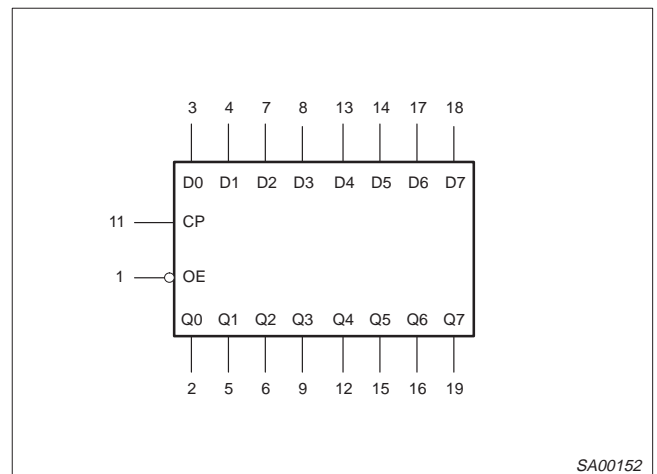 3 4 7 8 13 14 17 18
D0 D1 D2 D3 D4 D5 D6 D7
11 CP
1 OE
Q0 Q1 Q2 Q3 Q4 Q5 Q6 Q7
2 5 6 9 12 15 16 19
SA00152